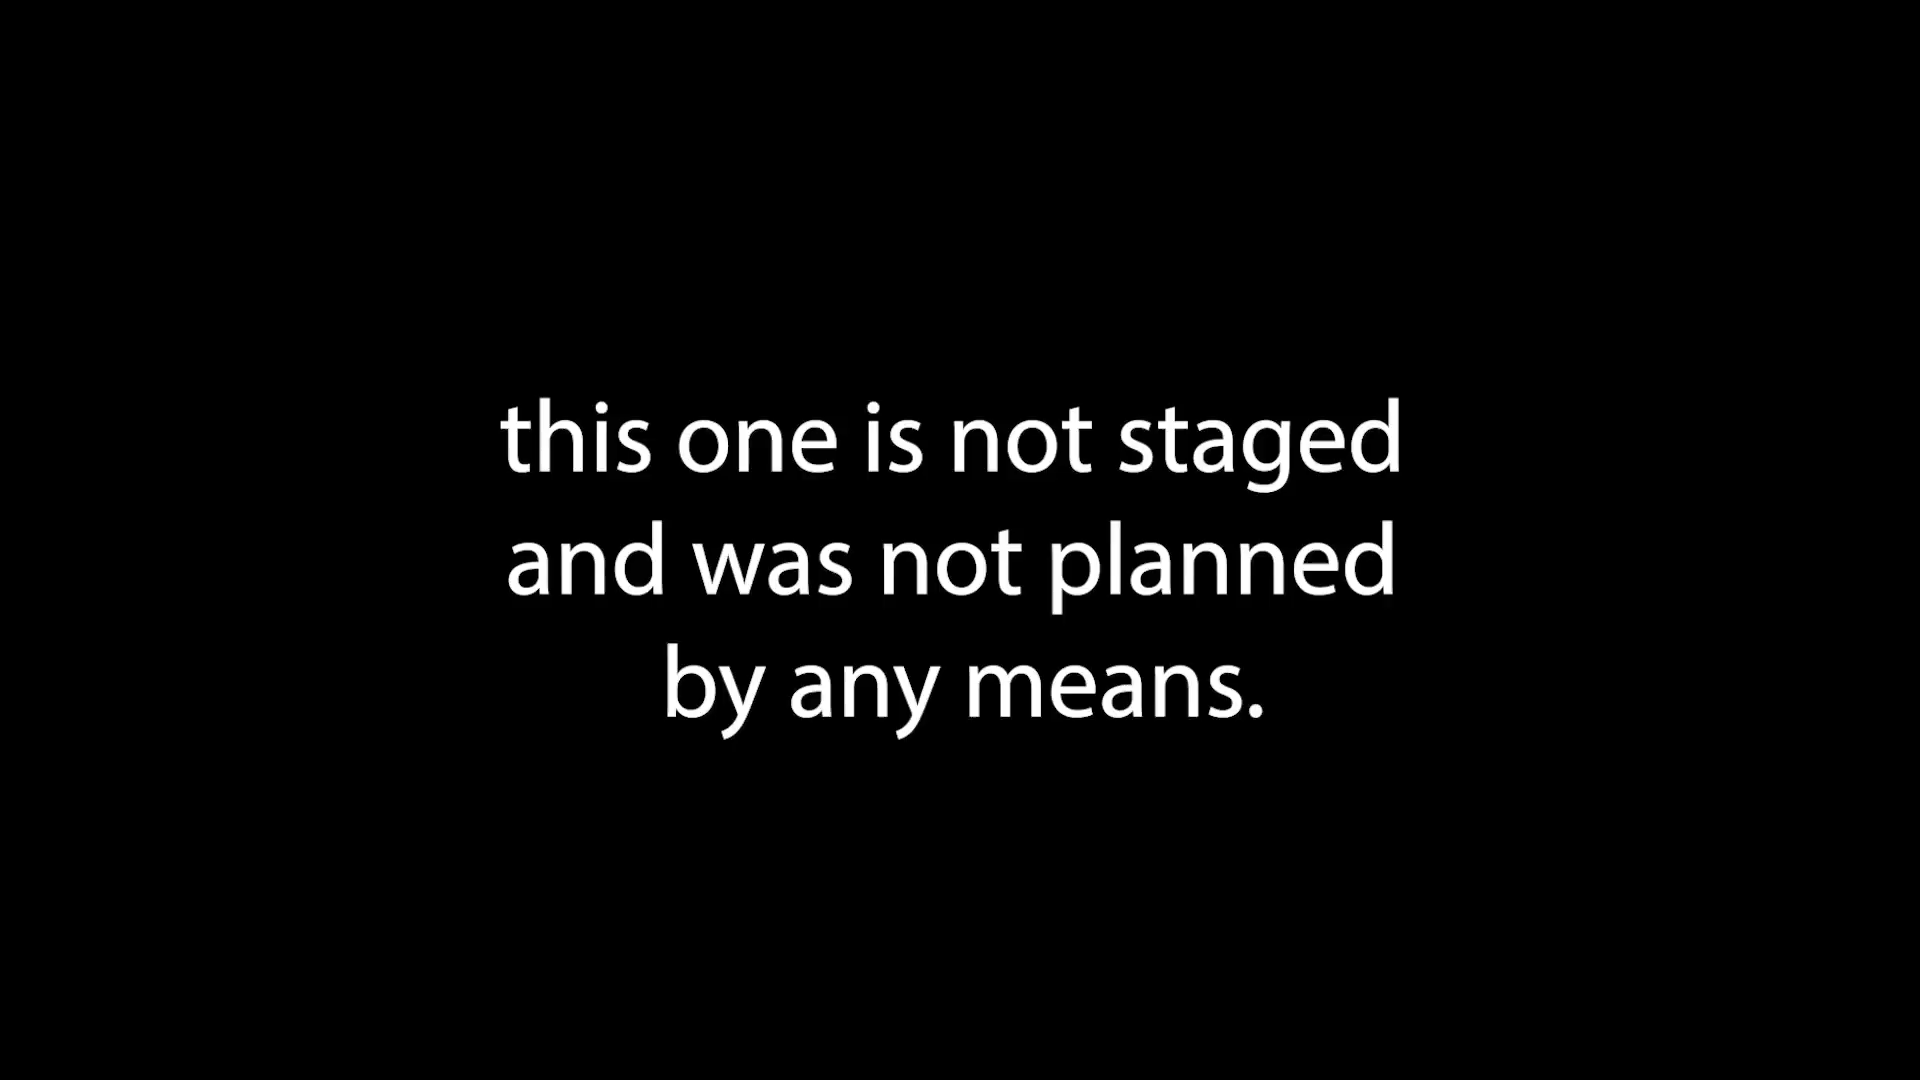 this one is not staged
and was not planned
by any means.